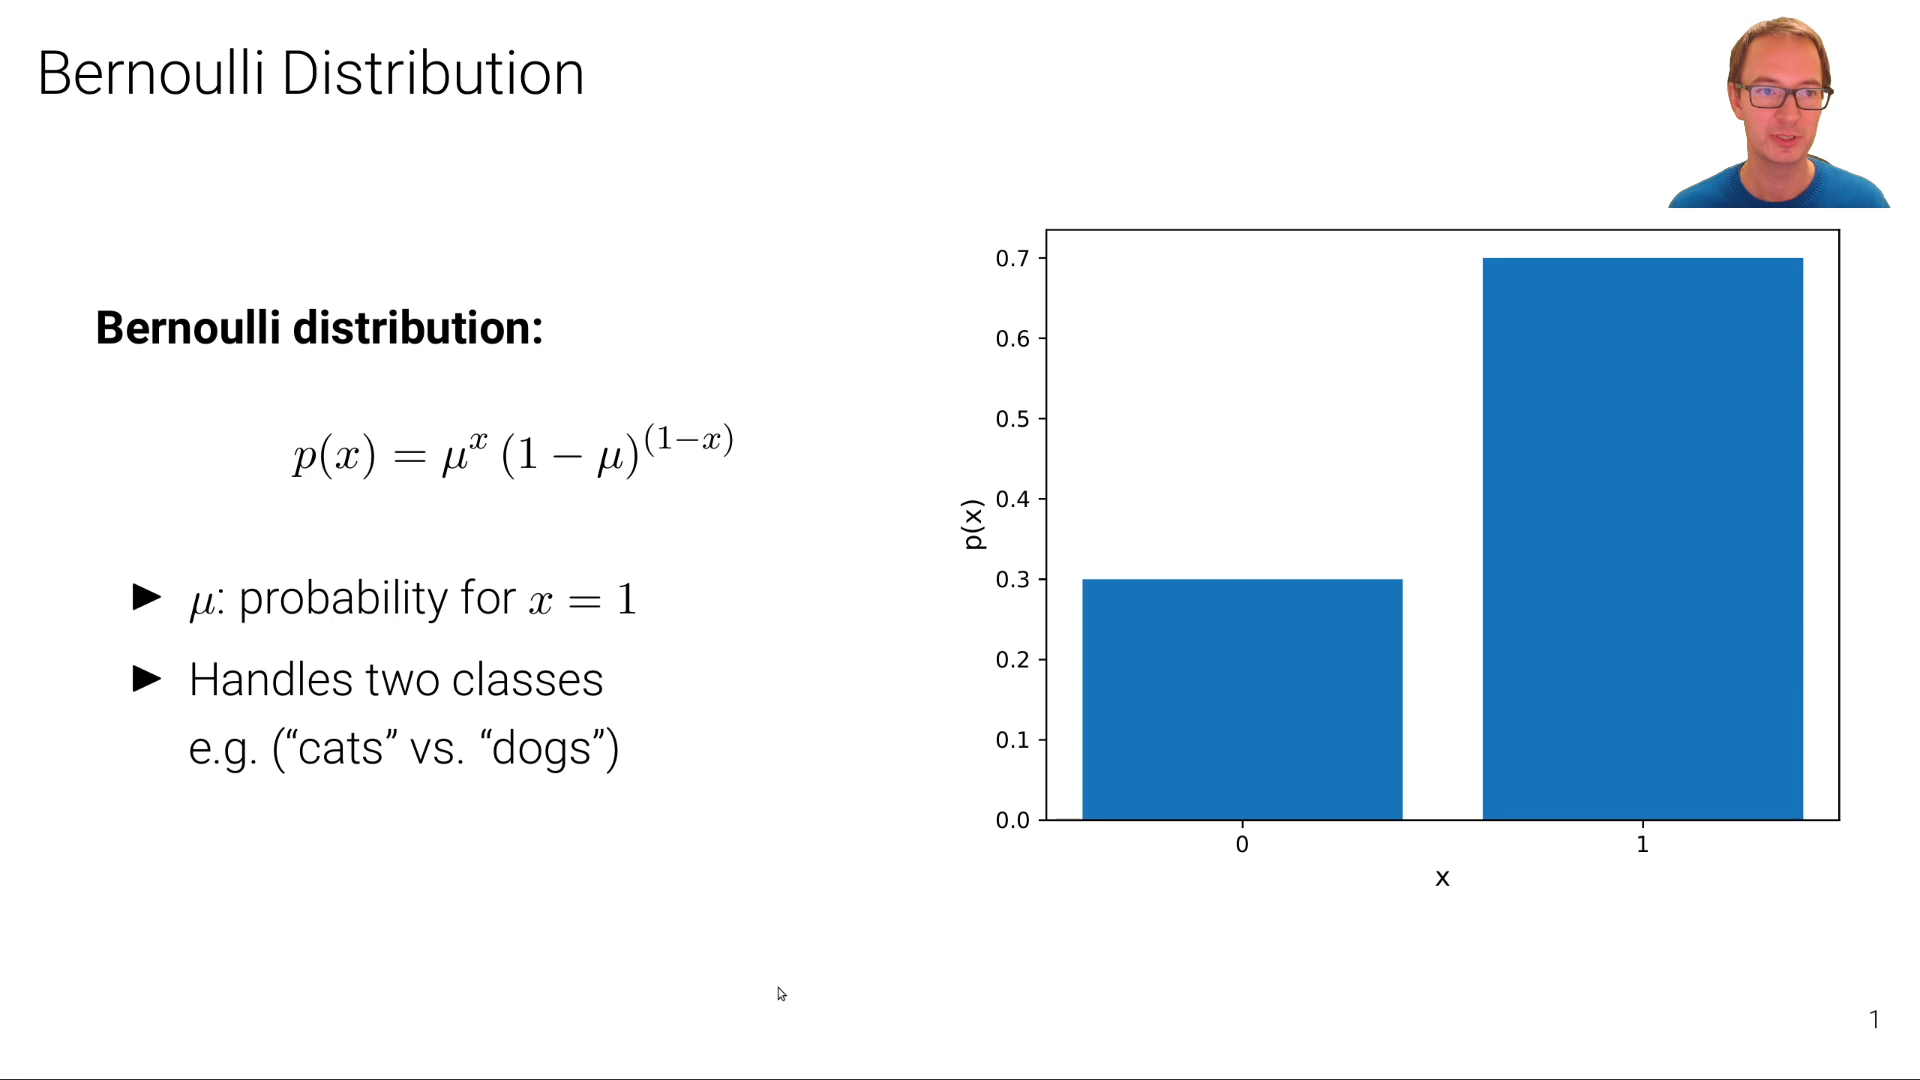 Bernoulli Distribution
Bernoulli distribution:
p(x) = μ^x (1 − μ)^(1−x)
► μ: probability for x = 1
► Handles two classes
e.g. (“cats” vs. “dogs”)
0.7
0.6
0.5
0.4
0.3
0.2
0.1
0.0
p(x)
0 1
x
1